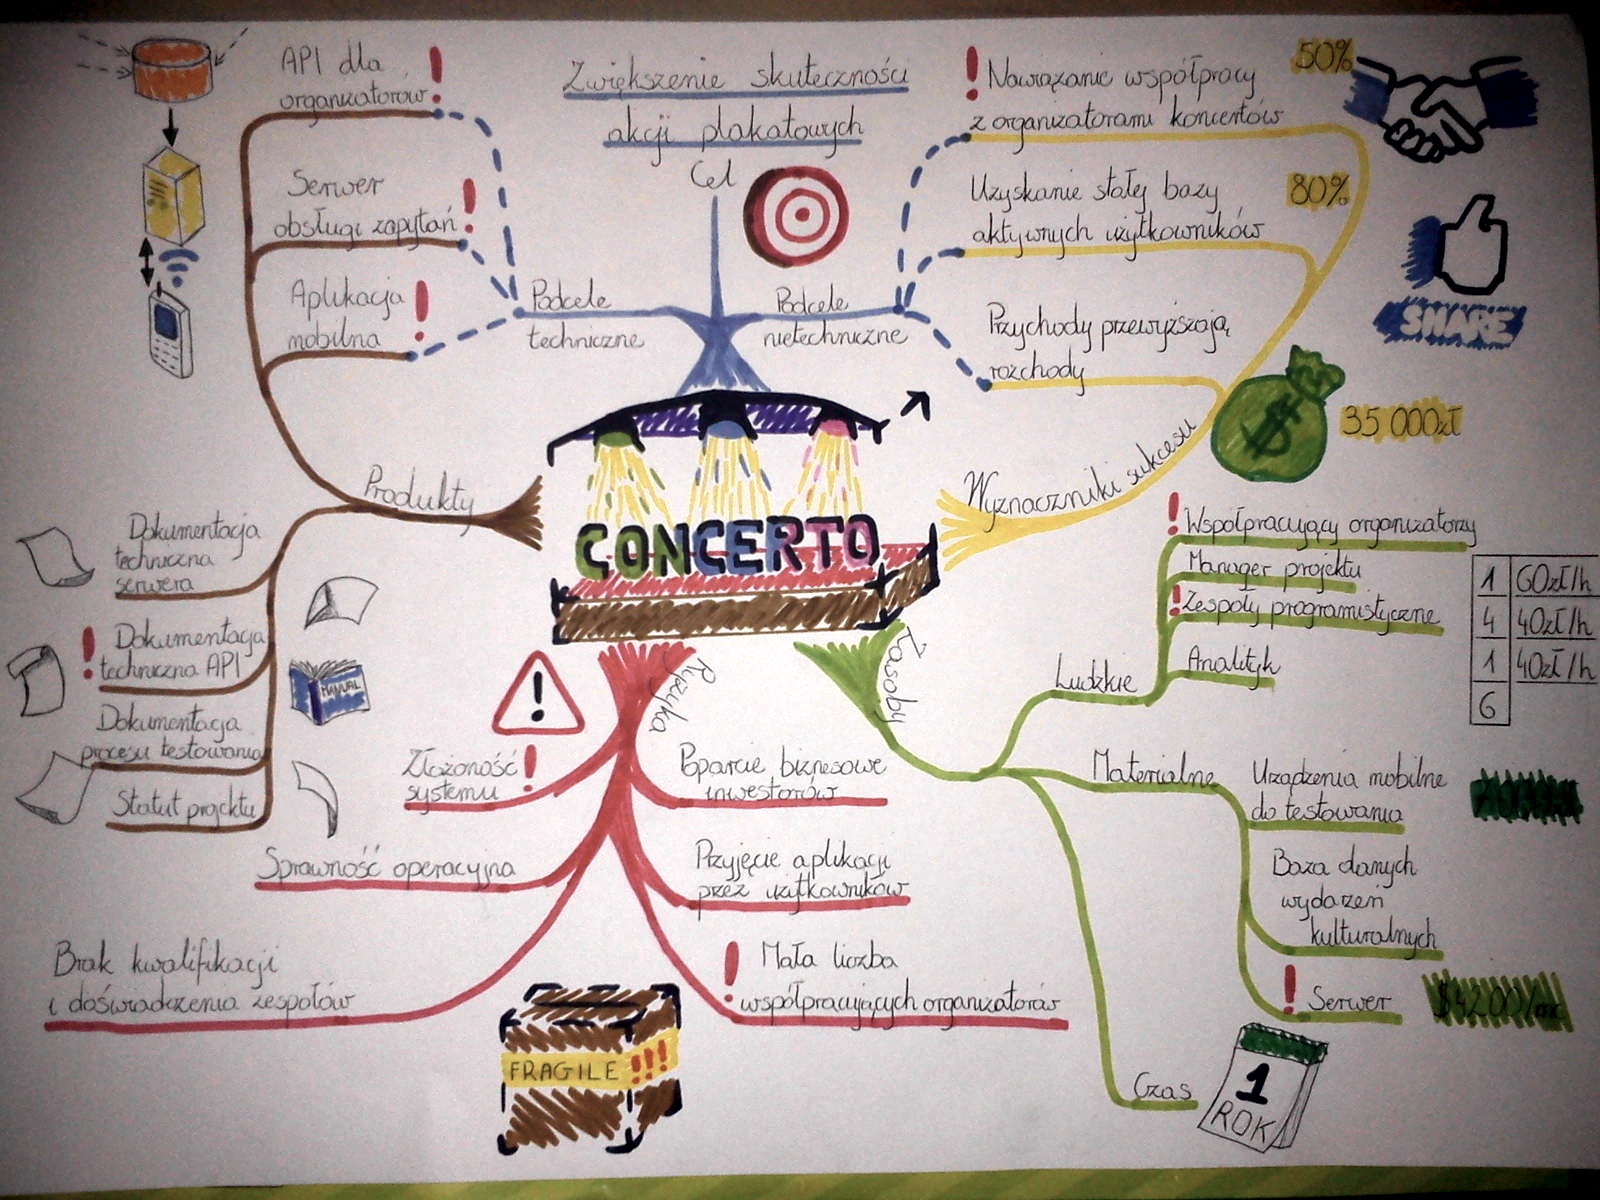 Zwiększenie skuteczności
akcji plakatowych
Cel
Podcele
techniczne
Podcele
nietechniczne
API dla
organizatorów!
Serwer
obsługi zapytań!
Aplikacja
mobilna!
Produkty
Dokumentacja
techniczna
serwera
! Dokumentacja
techniczna API
Dokumentacja
procesu testowania
Statut projektu
MANUAL
CONCERTO
! Nawiązanie współpracy
z organizatorami koncertów
50%
Uzyskanie stałej bazy
aktywnych użytkowników
80%
SHARE
Przychody przewyższają
rozchody
$
35 000zł
Wyznaczniki sukcesu
Zasoby
Ludzkie
! Współpracujący organizatorzy
Manager projektu
! Zespoły programistyczne
Analityk
1 60zł/h
4 40zł/h
1 40zł/h
6
Materialne
Urządzenia mobilne
do testowania
Baza danych
wydarzeń
kulturalnych
! Serwer
$4200/mc
Czas
1
ROK
Ryzyka
!
Złożoność!
systemu
Sprawność operacyjna
Brak kwalifikacji
i doświadczenia zespołów
Poparcie biznesowe
inwestorów
Przyjęcie aplikacji
przez użytkowników
! Mała liczba
współpracujących organizatorów
FRAGILE !!!